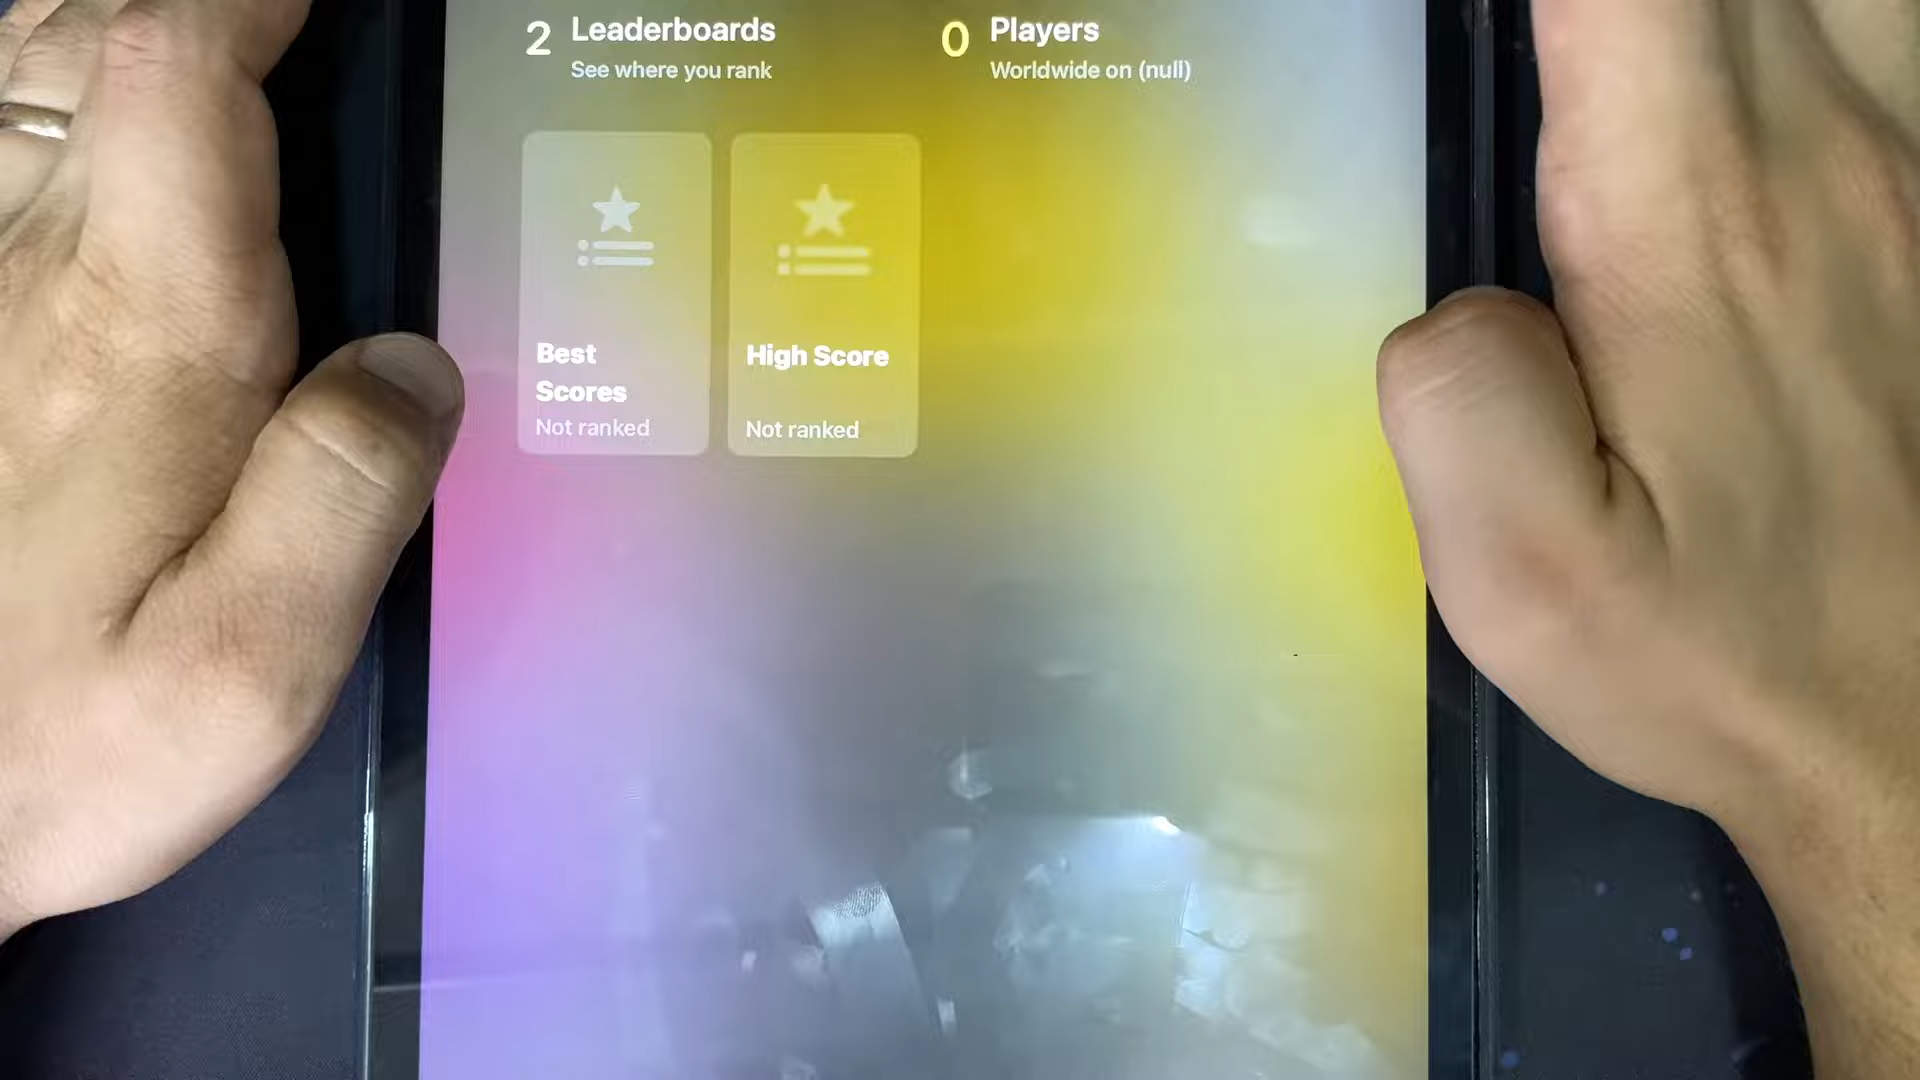 2 Leaderboards
See where you rank
0 Players
Worldwide on (null)
Best
Scores
Not ranked
High Score
Not ranked